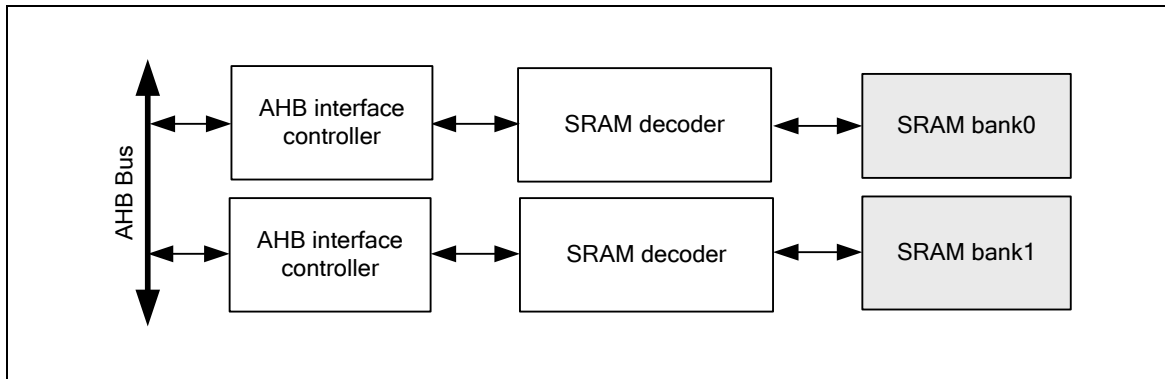 AHB Bus
AHB interface
controller
SRAM decoder
SRAM bank0
AHB interface
controller
SRAM decoder
SRAM bank1